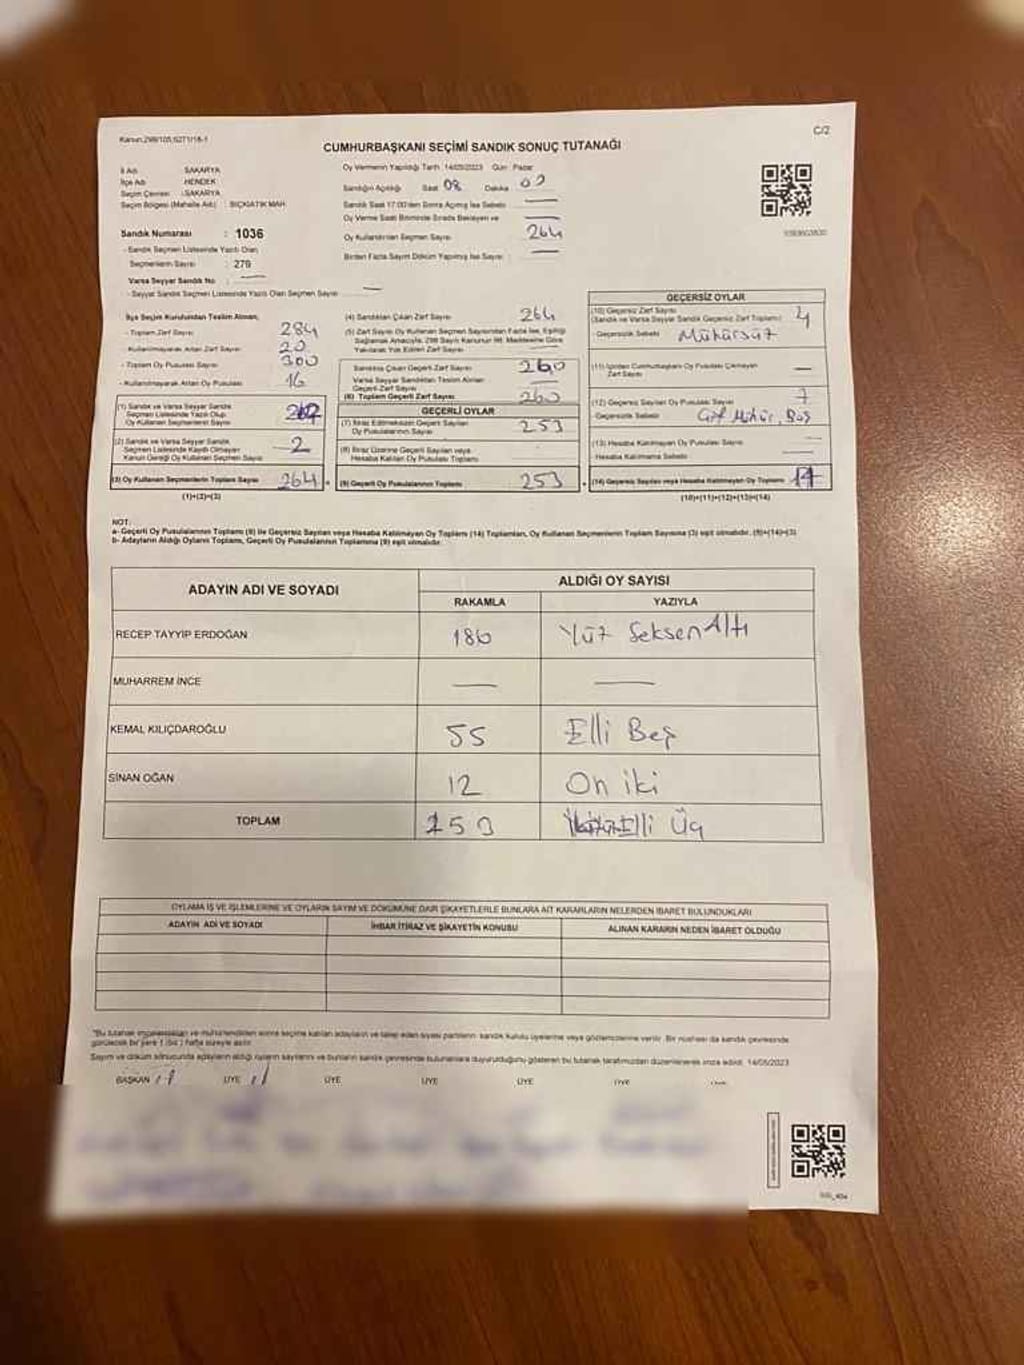 Kanun:298/105,6271/18-1
C/2
CUMHURBAŞKANI SEÇİMİ SANDIK SONUÇ TUTANAĞI
İl Adı SAKARYA
İlçe Adı HENDEK
Seçim Çevresi :SAKARYA
Seçim Bölgesi (Mahalle Adı) : BIÇKIATİK MAH
Sandık Numarası : 1036
- Sandık Seçmen Listesinde Yazılı Olan
Seçmenlerin Sayısı : 279
Varsa Seyyar Sandık No :
- Seyyar Sandık Seçmen Listesinde Yazılı Olan Seçmen Sayısı
Oy Vermenin Yapıldığı Tarih 14/05/2023 Gün Pazar
Sandığın Açıldığı Saat 08 Dakika
Sandık Saat 17.00'den Sonra Açılmış İse Sebebi
Oy Verme Saati Bitiminde Sırada Bekleyen ve
Oy Kullandırılan Seçmen Sayısı 264
Birden Fazla Sayım Döküm Yapılmış İse Sayısı :
İlçe Seçim Kurulundan Teslim Alınan;
- Toplam Zarf Sayısı 284
- Kullanılmayarak Artan Zarf Sayısı 20
- Toplam Oy Pusulası Sayısı 300
- Kullanılmayarak Artan Oy Pusulası 16
(1) Sandık ve Varsa Seyyar Sandık
Seçmen Listesinde Yazılı Olup
Oy Kullanan Seçmenlerin Sayısı 262
(2) Sandık ve Varsa Seyyar Sandık
Seçmen Listesinde Kayıtlı Olmayan
Kanun Gereği Oy Kullanan Seçmen Sayısı 2
(3) Oy Kullanan Seçmenlerin Toplam Sayısı 264
(1)+(2)=(3)
(4) Sandıktan Çıkan Zarf Sayısı 264
(5) Zarf Sayısı Oy Kullanan Seçmen Sayısından Fazla İse, Eşitliği
Sağlamak Amacıyla, 298 Sayılı Kanunun 98. Maddesine Göre
Yakılarak Yok Edilen Zarf Sayısı
Sandıkta Çıkan Geçerli Zarf Sayısı 260
Varsa Seyyar Sandıktan Teslim Alınan
Geçerli Zarf Sayısı
(6) Toplam Geçerli Zarf Sayısı 260
GEÇERLİ OYLAR
(7) İtiraz Edilmeksizin Geçerli Sayılan
Oy Pusulalarının Sayısı 253
(8) İtiraz Üzerine Geçerli Sayılan veya
Hesaba Katılan Oy Pusulası Toplamı
(9) Geçerli Oy Pusulalarının Toplamı 253
GEÇERSİZ OYLAR
(10) Geçersiz Zarf Sayısı 4
(Sandık ve Varsa Seyyar Sandık Geçersiz Zarf Toplamı)
- Geçersizlik Sebebi Mühürsüz
(11) İçinden Cumhurbaşkanı Oy Pusulası Çıkmayan
Zarf Sayısı
(12) Geçersiz Sayılan Oy Pusulası Sayısı 7
-Geçersizlik Sebebi Çift Mühür, Boş
(13) Hesaba Katılmayan Oy Pusulası Sayısı
Hesaba Katılmama Sebebi
(14) Geçersiz Sayılan veya Hesaba Katılmayan Oy Toplamı
(10)+(11)+(12)+(13)=(14)
NOT:
a- Geçerli Oy Pusulalarının Toplamı (9) ile Geçersiz Sayılan veya Hesaba Katılmayan Oy Toplamı (14) Toplamları, Oy Kullanan Seçmenlerin Toplam Sayısına (3) eşit olmalıdır. (9)+(14)=(3)
b- Adayların Aldığı Oyların Toplamı, Geçerli Oy Pusulalarının Toplamına (9) eşit olmalıdır.
ADAYIN ADI VE SOYADI
ALDIĞI OY SAYISI
RAKAMLA YAZIYLA
RECEP TAYYİP ERDOĞAN 186 Yüz Seksen Altı
MUHARREM İNCE
KEMAL KILIÇDAROĞLU 55 Elli Beş
SİNAN OĞAN 12 On iki
TOPLAM 253 Elli Üç
OYLAMA İŞ VE İŞLEMLERİNE VE OYLARIN SAYIM VE DÖKÜMÜNE DAİR ŞİKAYETLERLE BUNLARA AİT KARARLARIN NELERDEN İBARET BULUNDUKLARI
ADAYIN ADI VE SOYADI İHBAR İTİRAZ VE ŞİKAYETİN KONUSU ALINAN KARARIN NEDEN İBARET OLDUĞU
"Bu tutanak imzalandıktan ve mühürlendikten sonra seçime katılan adayların ve talep eden siyasi partilerin sandık kurulu üyelerine veya gözlemcilerine verilir. Bir nüshası da sandık çevresinde
görülecek bir yere 1 (bir) hafta süreyle asılır.
Sayım ve döküm sonucunda adayların aldığı oyların sayılarını ve bunların sandık çevresinde bulunanlara duyurulduğunu gösteren bu tutanak tarafımızdan düzenlenerek imza edildi. 14/05/2023
BAŞKAN ÜYE ÜYE ÜYE ÜYE ÜYE